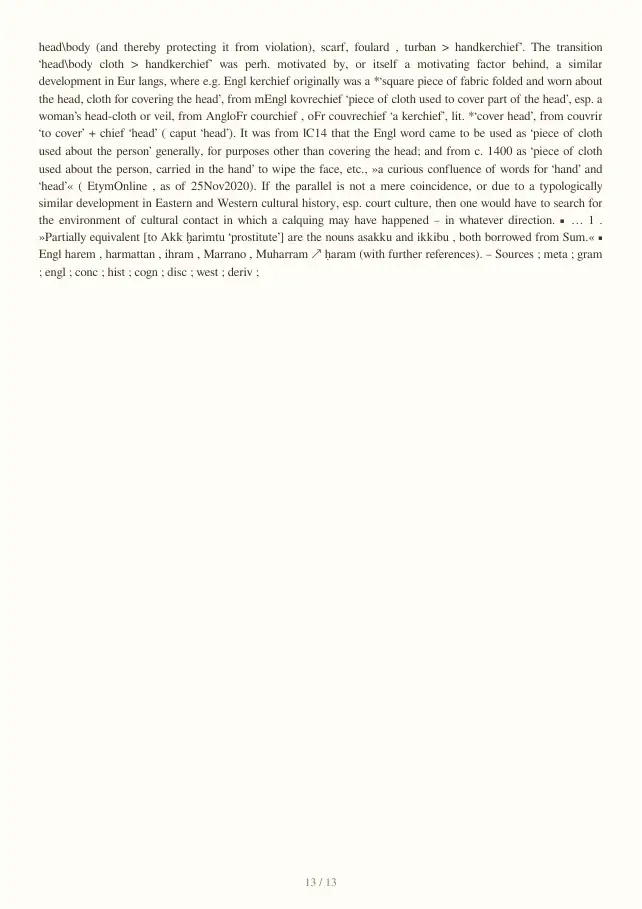 head\body (and thereby protecting it from violation), scarf, foulard , turban > handkerchief’. The transition
‘head\body cloth > handkerchief’ was perh. motivated by, or itself a motivating factor behind, a similar
development in Eur langs, where e.g. Engl kerchief originally was a *‘square piece of fabric folded and worn about
the head, cloth for covering the head’, from mEngl kovrechief ‘piece of cloth used to cover part of the head’, esp. a
woman’s head-cloth or veil, from AngloFr courchief , oFr couvrechief ‘a kerchief’, lit. *‘cover head’, from couvrir
‘to cover’ + chief ‘head’ ( caput ‘head’). It was from lC14 that the Engl word came to be used as ‘piece of cloth
used about the person’ generally, for purposes other than covering the head; and from c. 1400 as ‘piece of cloth
used about the person, carried in the hand’ to wipe the face, etc., »a curious confluence of words for ‘hand’ and
‘head’« ( EtymOnline , as of 25Nov2020). If the parallel is not a mere coincidence, or due to a typologically
similar development in Eastern and Western cultural history, esp. court culture, then one would have to search for
the environment of cultural contact in which a calquing may have happened – in whatever direction. ▪ … 1 .
»Partially equivalent [to Akk ḫarimtu ‘prostitute’] are the nouns asakku and ikkibu , both borrowed from Sum.« ▪
Engl harem , harmattan , ihram , Marrano , Muharram ↗ ḥaram (with further references). – Sources ; meta ; gram
; engl ; conc ; hist ; cogn ; disc ; west ; deriv ;
13 / 13